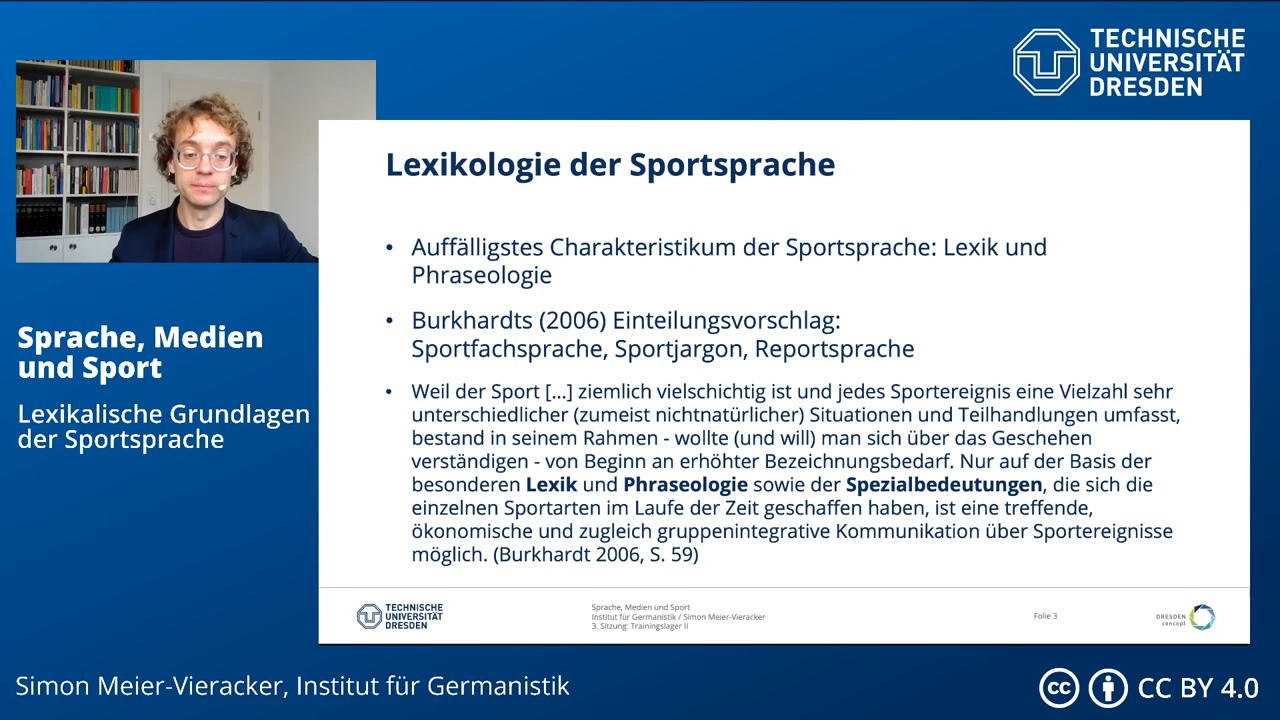 TECHNISCHE
UNIVERSITÄT
DRESDEN
Sprache, Medien
und Sport
Lexikalische Grundlagen
der Sportsprache
Lexikologie der Sportsprache
• Auffälligstes Charakteristikum der Sportsprache: Lexik und
Phraseologie
• Burkhardts (2006) Einteilungsvorschlag:
Sportfachsprache, Sportjargon, Reportsprache
• Weil der Sport [...] ziemlich vielschichtig ist und jedes Sportereignis eine Vielzahl sehr
unterschiedlicher (zumeist nichtnatürlicher) Situationen und Teilhandlungen umfasst,
bestand in seinem Rahmen - wollte (und will) man sich über das Geschehen
verständigen - von Beginn an erhöhter Bezeichnungsbedarf. Nur auf der Basis der
besonderen Lexik und Phraseologie sowie der Spezialbedeutungen, die sich die
einzelnen Sportarten im Laufe der Zeit geschaffen haben, ist eine treffende,
ökonomische und zugleich gruppenintegrative Kommunikation über Sportereignisse
möglich. (Burkhardt 2006, S. 59)
TECHNISCHE
UNIVERSITÄT
DRESDEN
Sprache, Medien und Sport
Institut für Germanistik / Simon Meier-Vieracker
3. Sitzung: Trainingslager II
Folie 3
DRESDEN
concept
Simon Meier-Vieracker, Institut für Germanistik
cc CC BY 4.0